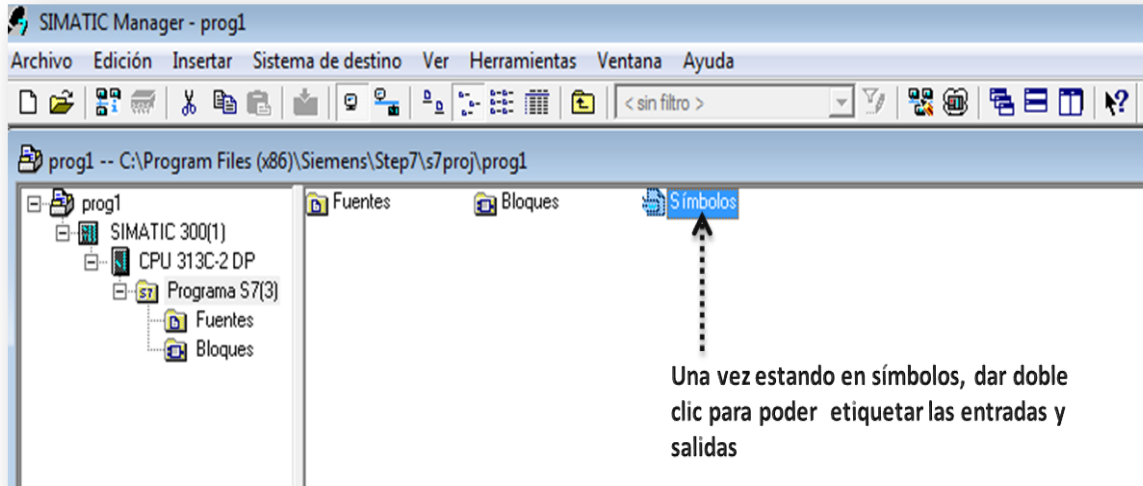 SIMATIC Manager - prog1
Archivo Edición Insertar Sistema de destino Ver Herramientas Ventana Ayuda
< sin filtro >
prog1 -- C:\Program Files (x86)\Siemens\Step7\s7proj\prog1
prog1
SIMATIC 300(1)
CPU 313C-2 DP
S7 Programa S7(3)
Fuentes
Bloques
Fuentes Bloques Símbolos
Una vez estando en símbolos, dar doble
clic para poder etiquetar las entradas y
salidas